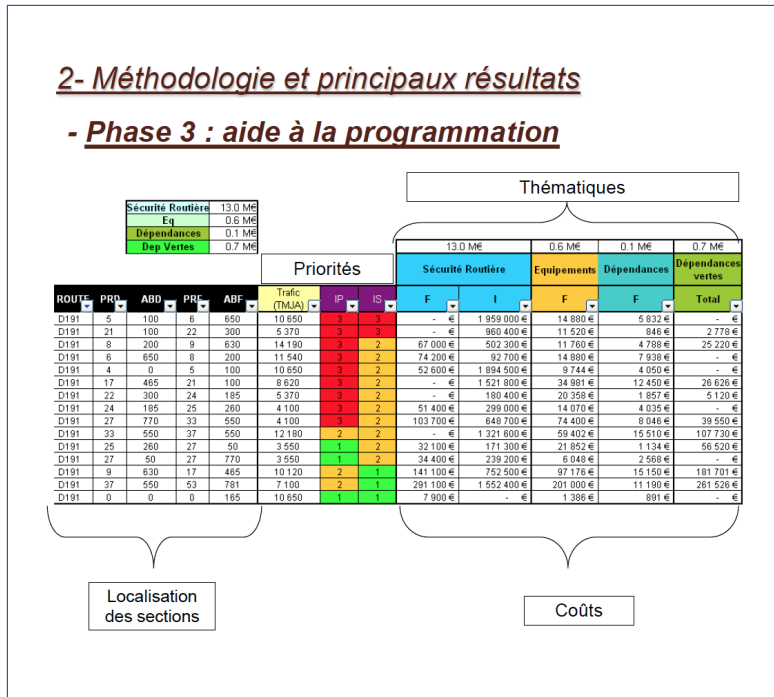 2- Méthodologie et principaux résultats
- Phase 3 : aide à la programmation
Thématiques
Sécurité Routière 13.0 M€
Eq 0.6 M€
Dépendances 0.1 M€
Dep Vertes 0.7 M€
13.0 M€ 0.6 M€ 0.1 M€ 0.7 M€
Priorités
Sécurité Routière Equipements Dépendances Dépendances vertes
ROUTE PRD ABD PRF ABF Trafic (TMJA) IP IS F I F F Total
D191 5 100 6 650 10 650 3 3 - € 1 959 000 € 14 880 € 5 832 € - €
D191 21 100 22 300 5 370 3 3 - € 960 400 € 11 520 € 846 € 2 778 €
D191 8 200 9 630 14 190 3 2 67 000 € 502 300 € 11 760 € 4 788 € 25 220 €
D191 6 650 8 200 11 540 3 2 74 200 € 92 700 € 14 880 € 7 938 € - €
D191 4 0 5 100 10 650 3 2 52 600 € 1 894 500 € 9 744 € 4 050 € - €
D191 17 465 21 100 8 620 3 2 - € 1 521 800 € 34 981 € 12 450 € 26 626 €
D191 22 300 24 185 5 370 3 2 - € 180 400 € 20 358 € 1 857 € 5 120 €
D191 24 185 25 260 4 100 3 2 51 400 € 299 000 € 14 070 € 4 035 € - €
D191 27 770 33 550 4 100 3 2 103 700 € 648 700 € 74 400 € 8 046 € 39 550 €
D191 33 550 37 550 12 180 2 2 - € 1 321 600 € 59 402 € 15 510 € 107 730 €
D191 25 260 27 50 3 550 1 2 32 100 € 171 300 € 21 852 € 1 134 € 56 520 €
D191 27 50 27 770 3 550 1 2 34 400 € 239 200 € 6 048 € 2 568 € - €
D191 9 630 17 465 10 120 2 1 141 100 € 752 500 € 97 176 € 15 150 € 181 701 €
D191 37 550 53 781 7 100 2 1 291 100 € 1 552 400 € 201 000 € 11 190 € 261 526 €
D191 0 0 0 165 10 650 1 1 7 900 € - € 1 386 € 891 € - €
Localisation
des sections
Coûts